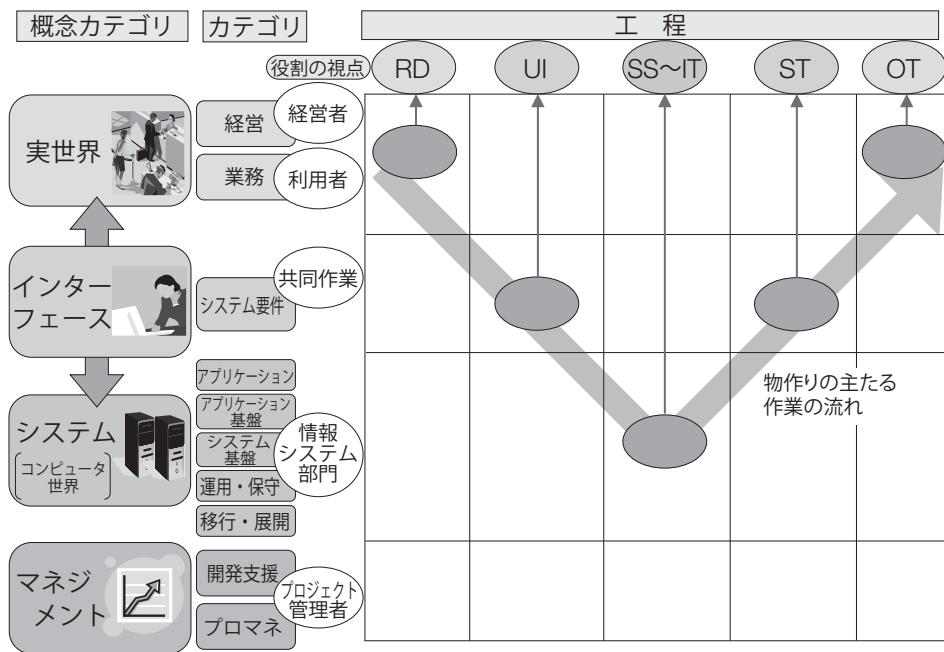 概念カテゴリ
カテゴリ
工 程
役割の視点
RD
UI
SS〜IT
ST
OT
実世界
経営
経営者
業務
利用者
インター
フェース
システム要件
共同作業
システム
コンピュータ
世界
アプリケーション
アプリケーション
基盤
システム
基盤
運用・保守
移行・展開
情報
システム
部門
物作りの主たる
作業の流れ
マネジ
メント
開発支援
プロマネ
プロジェクト
管理者